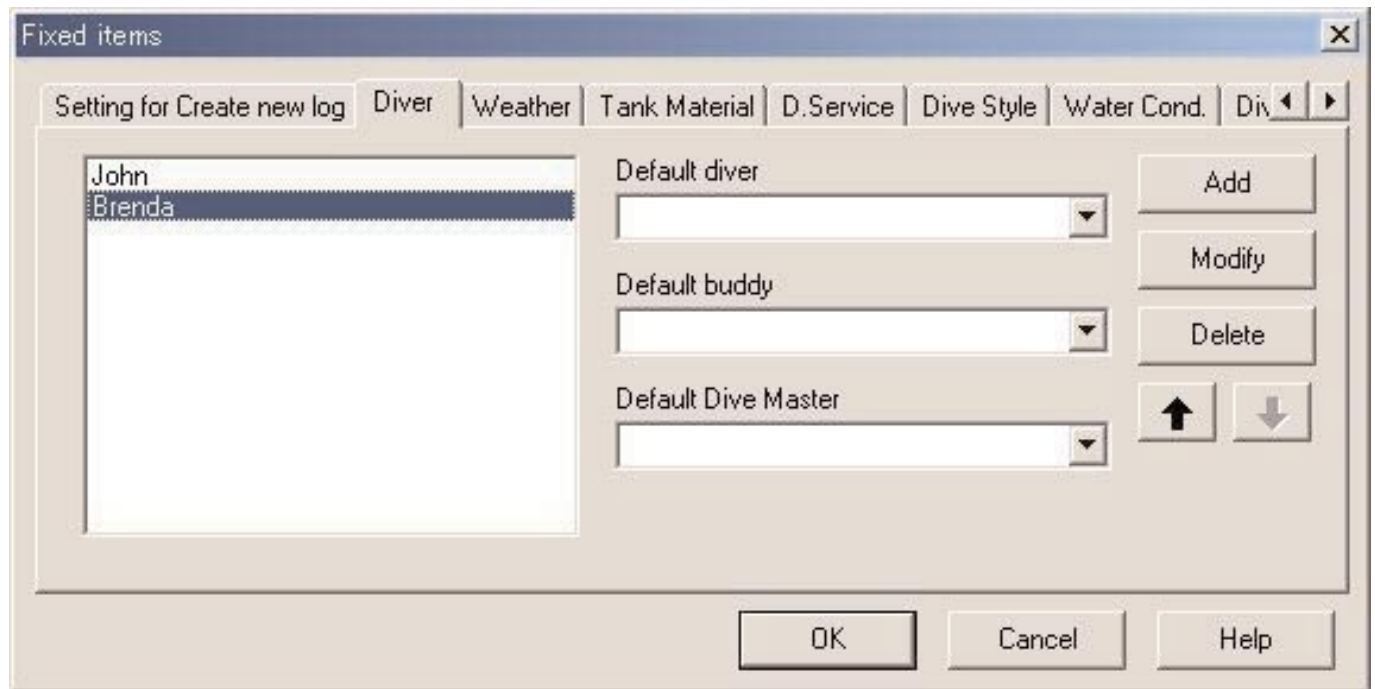 Fixed items
Setting for Create new log Diver Weather Tank Material D.Service Dive Style Water Cond.
John
Brenda
Default diver
Default buddy
Default Dive Master
Add
Modify
Delete
OK Cancel Help